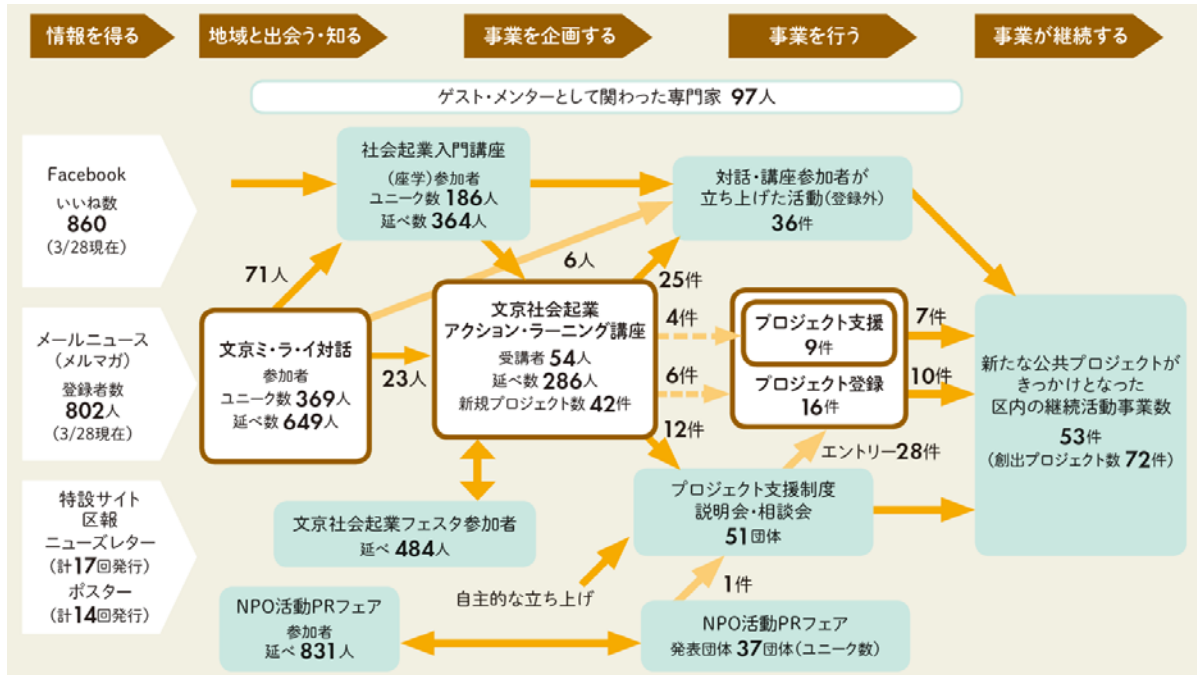 情報を得る
地域と出会う・知る
事業を企画する
事業を行う
事業が継続する
ゲスト・メンターとして関わった専門家 97人
Facebook
いいね数
860
(3/28現在)
メールニュース
(メルマガ)
登録者数
802人
(3/28現在)
特設サイト
区報
ニューズレター
(計17回発行)
ポスター
(計14回発行)
社会起業入門講座
(座学)参加者
ユニーク数 186人
延べ数 364人
対話・講座参加者が
立ち上げた活動(登録外)
36件
71人
6人
25件
文京ミ・ラ・イ対話
参加者
ユニーク数 369人
延べ数 649人
23人
文京社会起業
アクション・ラーニング講座
受講者 54人
延べ数 286人
新規プロジェクト数 42件
4件
6件
12件
プロジェクト支援
9件
プロジェクト登録
16件
7件
10件
エントリー28件
新たな公共プロジェクトが
きっかけとなった
区内の継続活動事業数
53件
(創出プロジェクト数 72件)
文京社会起業フェスタ参加者
延べ 484人
プロジェクト支援制度
説明会・相談会
51団体
自主的な立ち上げ
1件
NPO活動PRフェア
参加者
延べ 831人
NPO活動PRフェア
発表団体 37団体(ユニーク数)